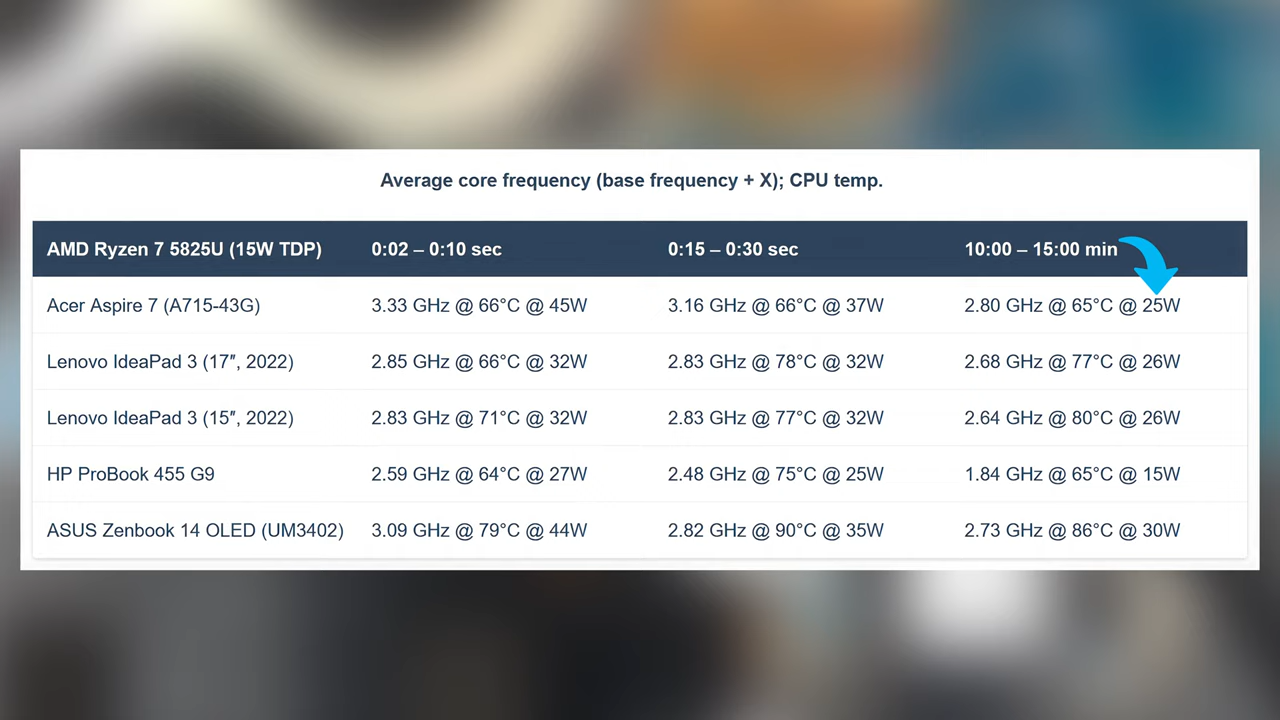 Average core frequency (base frequency + X); CPU temp.
AMD Ryzen 7 5825U (15W TDP) 0:02 – 0:10 sec 0:15 – 0:30 sec 10:00 – 15:00 min
Acer Aspire 7 (A715-43G) 3.33 GHz @ 66°C @ 45W 3.16 GHz @ 66°C @ 37W 2.80 GHz @ 65°C @ 25W
Lenovo IdeaPad 3 (17″, 2022) 2.85 GHz @ 66°C @ 32W 2.83 GHz @ 78°C @ 32W 2.68 GHz @ 77°C @ 26W
Lenovo IdeaPad 3 (15″, 2022) 2.83 GHz @ 71°C @ 32W 2.83 GHz @ 77°C @ 32W 2.64 GHz @ 80°C @ 26W
HP ProBook 455 G9 2.59 GHz @ 64°C @ 27W 2.48 GHz @ 75°C @ 25W 1.84 GHz @ 65°C @ 15W
ASUS Zenbook 14 OLED (UM3402) 3.09 GHz @ 79°C @ 44W 2.82 GHz @ 90°C @ 35W 2.73 GHz @ 86°C @ 30W